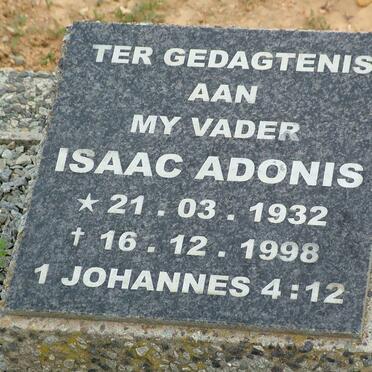 TER GEDAGTENIS
AAN
MY VADER
ISAAC ADONIS
★ 21 . 03 . 1932
† 16 . 12 . 1998
1 JOHANNES 4:12